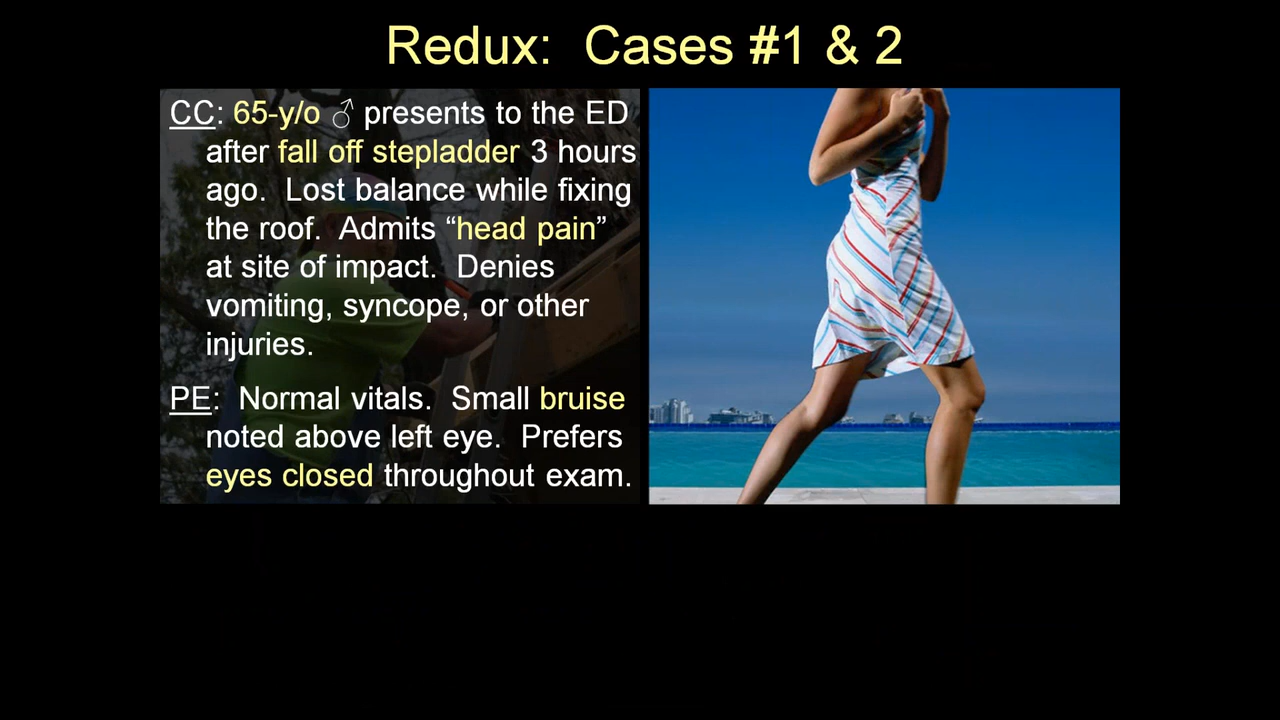 Redux: Cases #1 & 2
CC: 65-y/o ♂ presents to the ED
after fall off stepladder 3 hours
ago. Lost balance while fixing
the roof. Admits “head pain”
at site of impact. Denies
vomiting, syncope, or other
injuries.
PE: Normal vitals. Small bruise
noted above left eye. Prefers
eyes closed throughout exam.